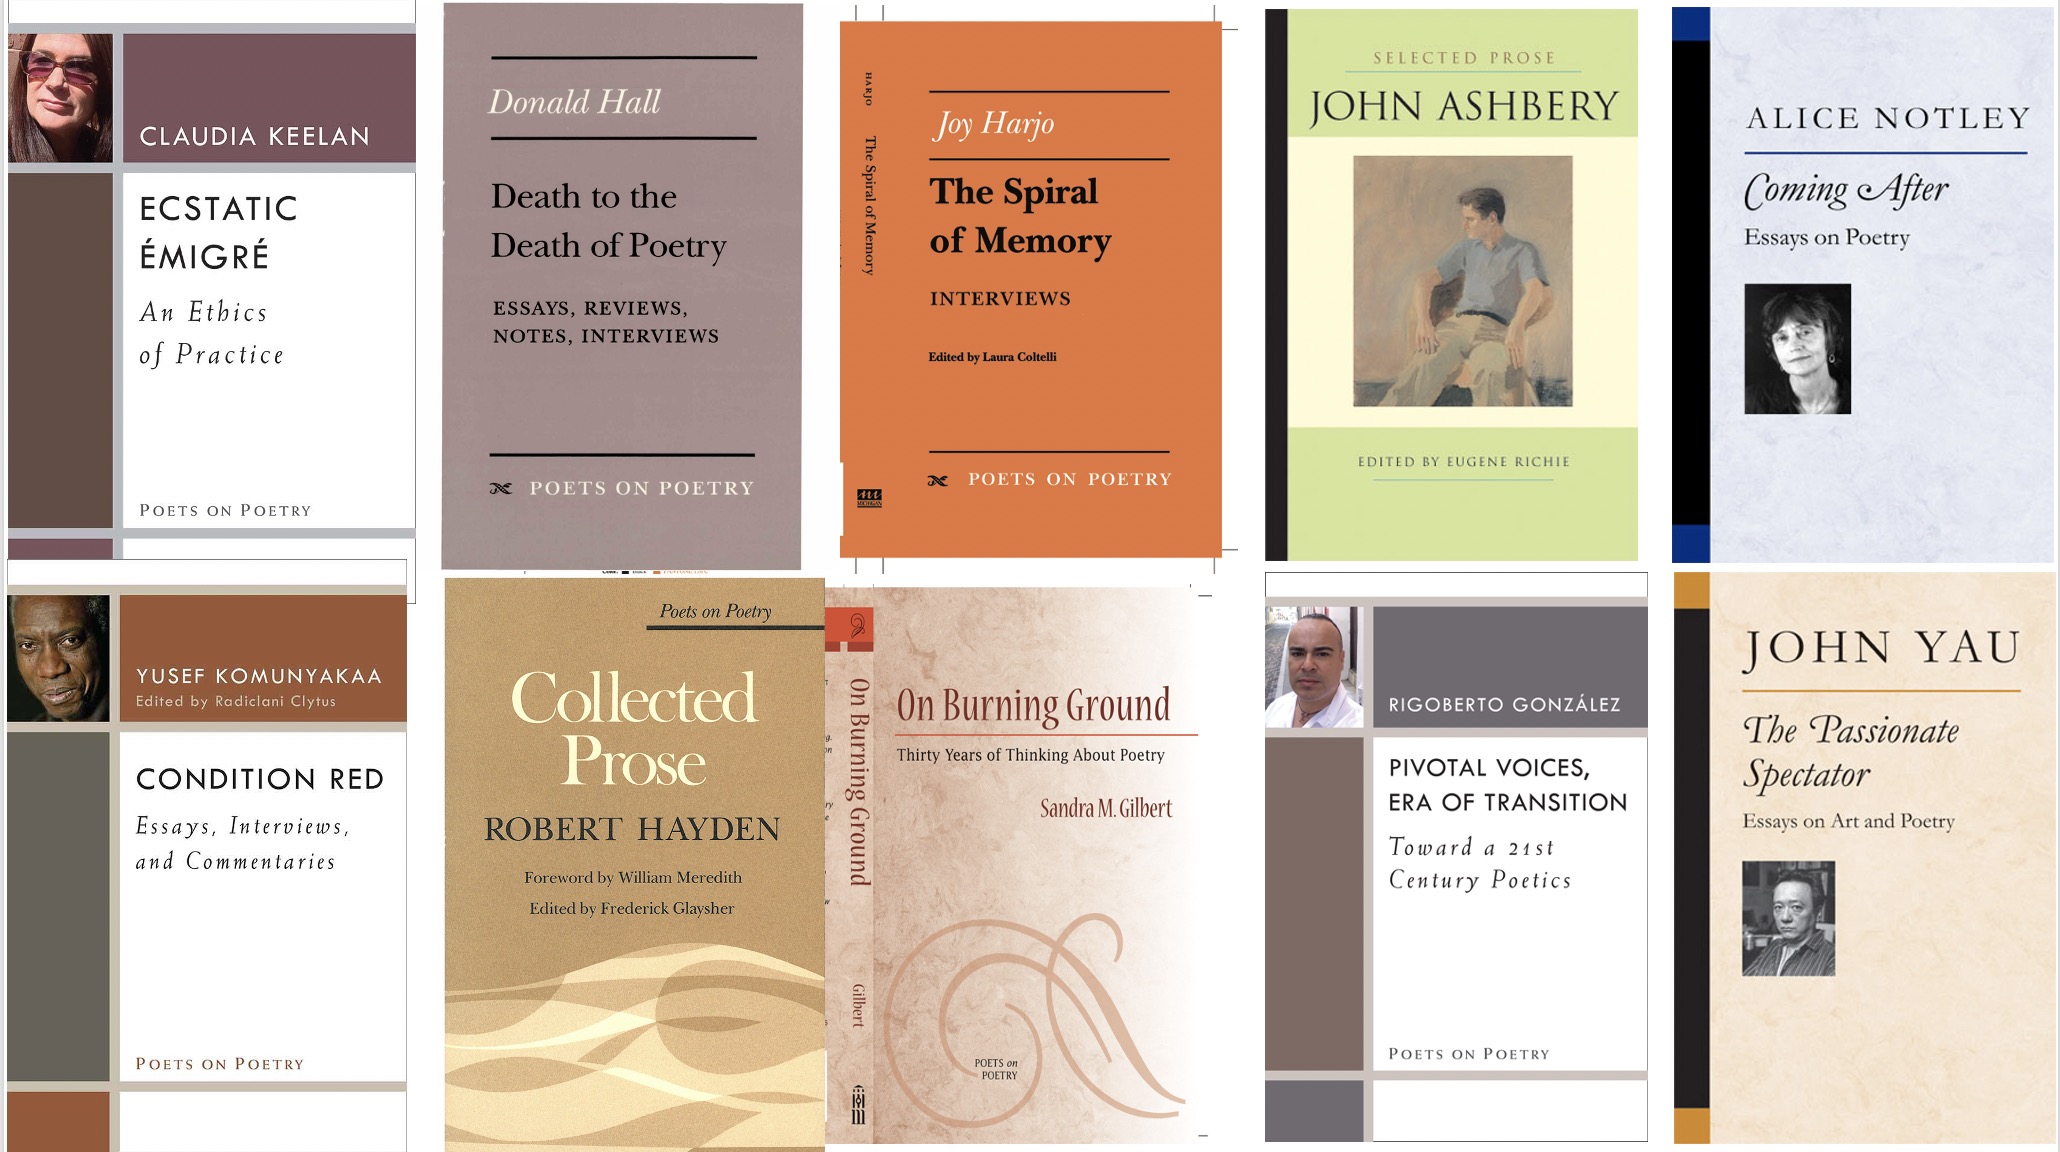 CLAUDIA KEELAN
ECSTATIC
ÉMIGRÉ
An Ethics
of Practice
POETS ON POETRY
Donald Hall
Death to the
Death of Poetry
ESSAYS, REVIEWS,
NOTES, INTERVIEWS
POETS ON POETRY
HARJO
The Spiral of Memory
MICHIGAN
Joy Harjo
The Spiral
of Memory
INTERVIEWS
Edited by Laura Coltelli
POETS ON POETRY
SELECTED PROSE
JOHN ASHBERY
EDITED BY EUGENE RICHIE
ALICE NOTLEY
Coming After
Essays on Poetry
YUSEF KOMUNYAKAA
Edited by Radiclani Clytus
CONDITION RED
Essays, Interviews,
and Commentaries
POETS ON POETRY
Poets on Poetry
Collected
Prose
ROBERT HAYDEN
Foreword by William Meredith
Edited by Frederick Glaysher
On Burning Ground
Gilbert
On Burning Ground
Thirty Years of Thinking About Poetry
Sandra M. Gilbert
POETS on
POETRY
RIGOBERTO GONZÁLEZ
PIVOTAL VOICES,
ERA OF TRANSITION
Toward a 21st
Century Poetics
POETS ON POETRY
JOHN YAU
The Passionate
Spectator
Essays on Art and Poetry